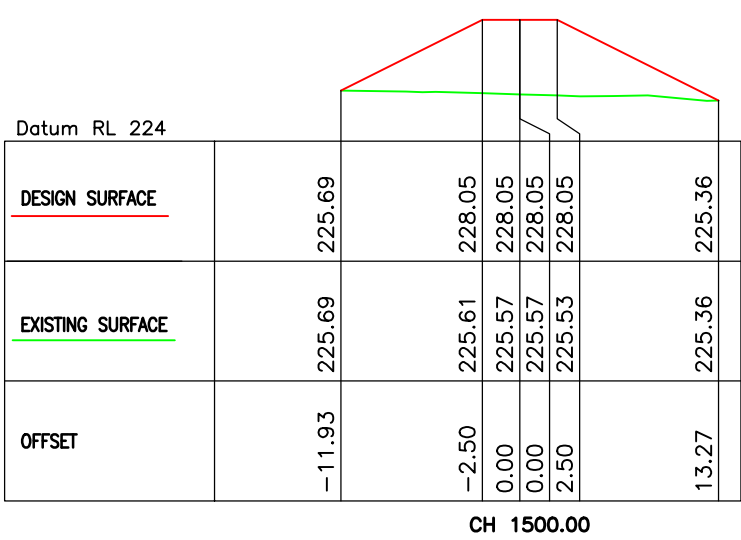 Datum RL 224
DESIGN SURFACE 225.69 228.05 228.05 228.05 228.05 225.36
EXISTING SURFACE 225.69 225.61 225.57 225.57 225.53 225.36
OFFSET -11.93 -2.50 0.00 0.00 2.50 13.27
CH 1500.00